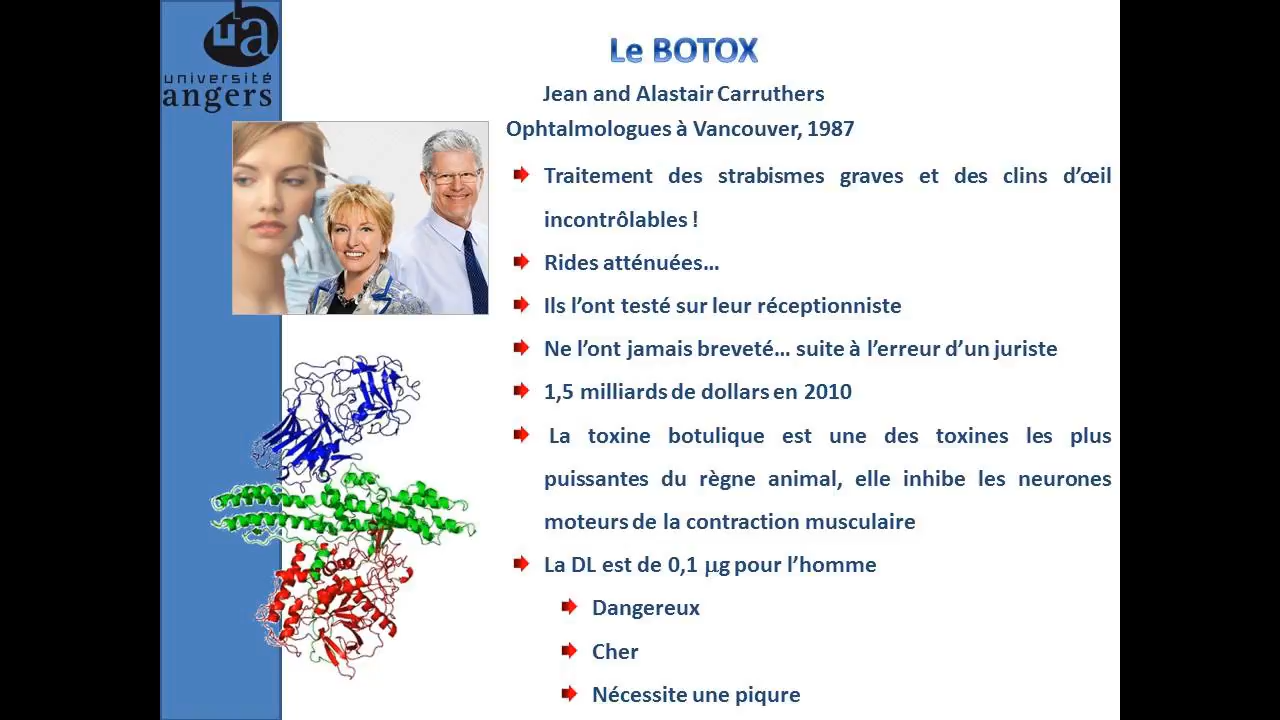 université
angers
Le BOTOX
Jean and Alastair Carruthers
Ophtalmologues à Vancouver, 1987
Traitement des strabismes graves et des clins d’œil
incontrôlables !
Rides atténuées…
Ils l’ont testé sur leur réceptionniste
Ne l’ont jamais breveté… suite à l’erreur d’un juriste
1,5 milliards de dollars en 2010
La toxine botulique est une des toxines les plus
puissantes du règne animal, elle inhibe les neurones
moteurs de la contraction musculaire
La DL est de 0,1 µg pour l’homme
Dangereux
Cher
Nécessite une piqure